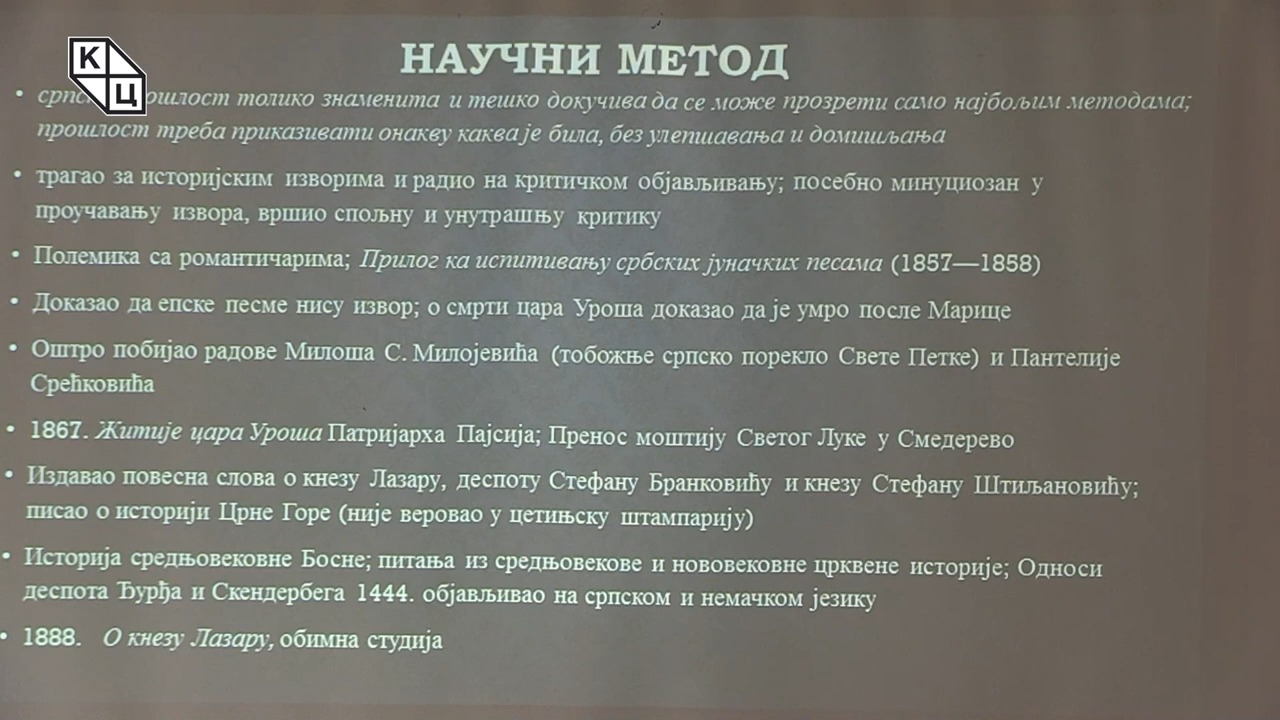 КЦ
НАУЧНИ МЕТОД
• прошлост толико знаменита и тешко докучива да се може прозрети само најбољим методама;
прошлост треба приказивати онакву каква је била, без улепшавања и домишљања
• трагао за историјским изворима и радио на критичком објављивању; посебно минуциозан у
проучавању извора, вршио спољну и унутрашњу критику
• Полемика са романтичарима; Прилог ка испитивању србских јуначких песама (1857—1858)
• Доказао да епске песме нису извор; о смрти цара Уроша доказао да је умро после Марице
• Оштро побијао радове Милоша С. Милојевића (тобожње српско порекло Свете Петке) и Пантелије
Срећковића
• 1867. Житије цара Уроша Патријарха Пајсија; Пренос моштију Светог Луке у Смедерево
• Издавао повесна слова о кнезу Лазару, деспоту Стефану Бранковићу и кнезу Стефану Штиљановићу;
писао о историји Црне Горе (није веровао у цетињску штампарију)
• Историја средњовековне Босне; питања из средњовекове и нововековне црквене историје; Односи
деспота Ђурђа и Скендербега 1444. објављивао на српском и немачком језику
• 1888. О кнезу Лазару, обимна студија